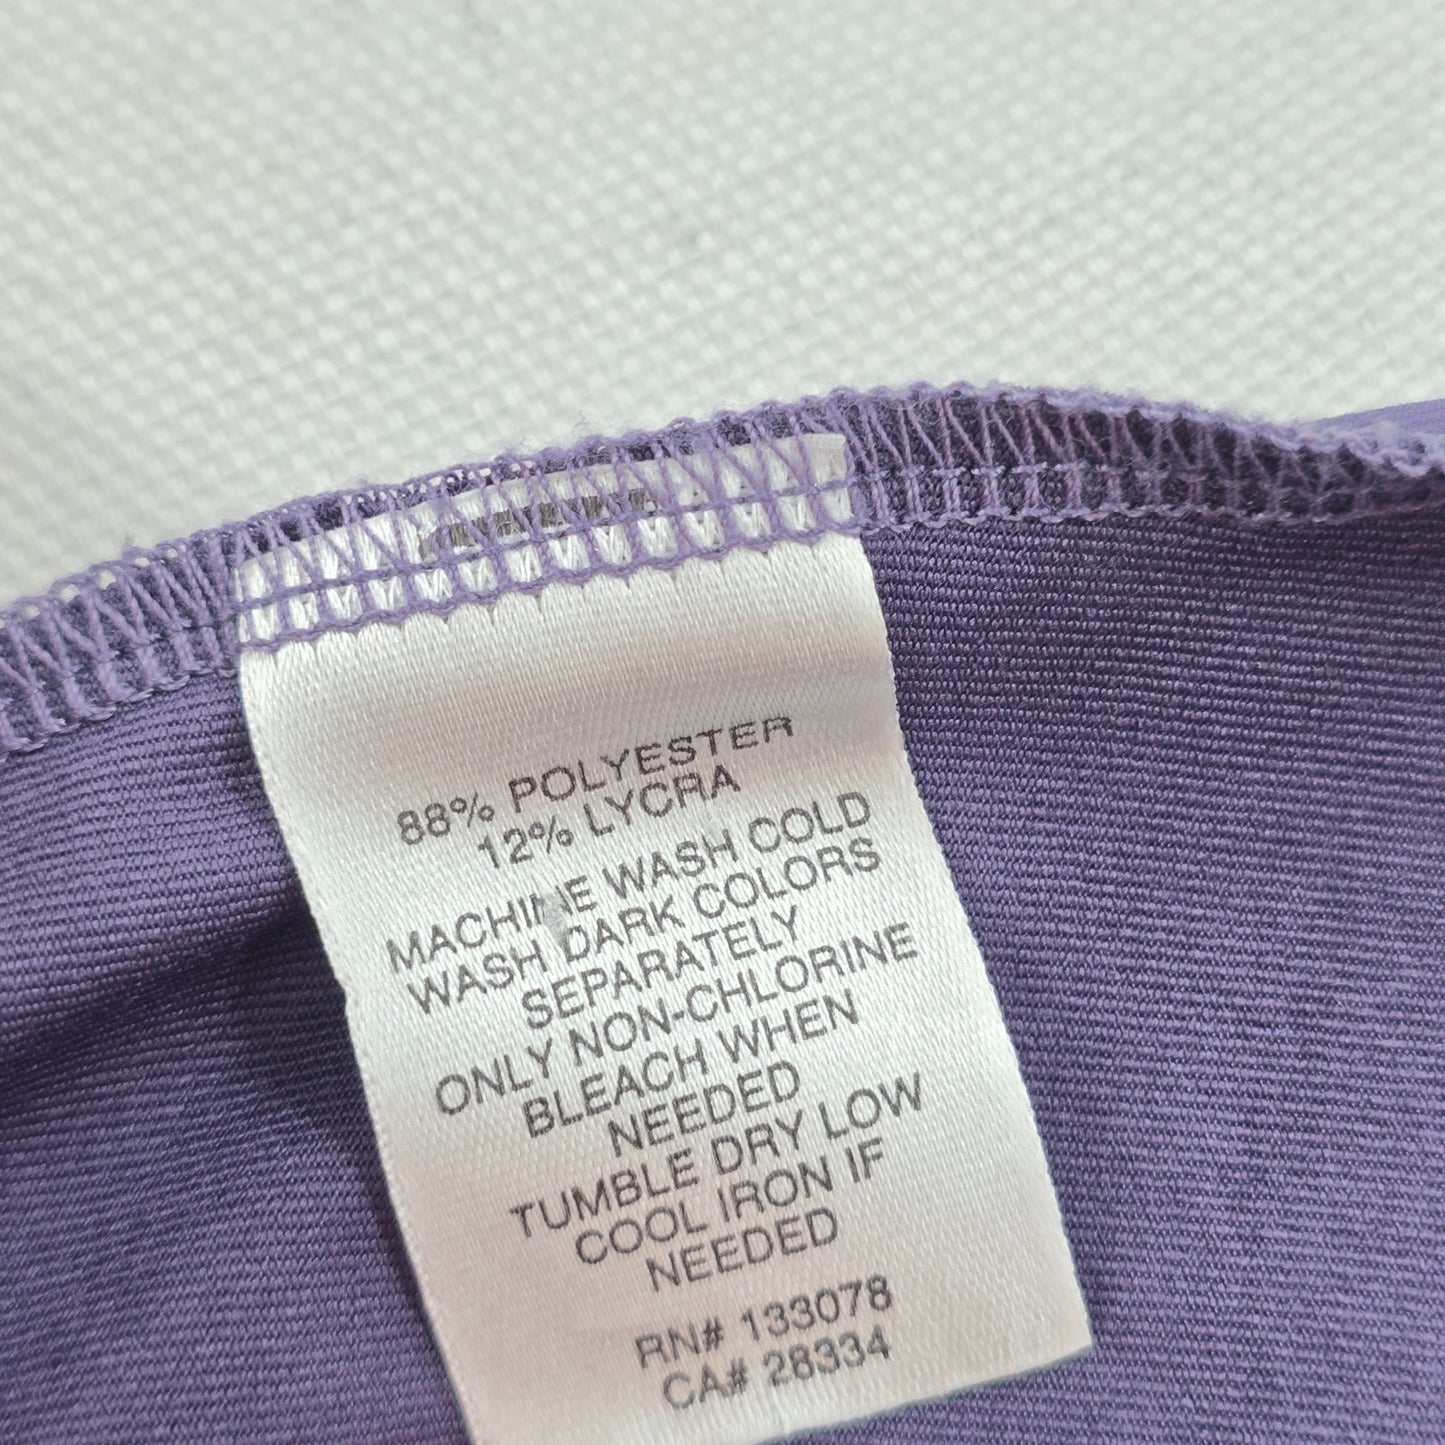 88% POLYESTER
12% LYCRA
MACHINE WASH COLD
WASH DARK COLORS
SEPARATELY
ONLY NON-CHLORINE
BLEACH WHEN
NEEDED
TUMBLE DRY LOW
COOL IRON IF
NEEDED
RN# 133078
CA# 28334